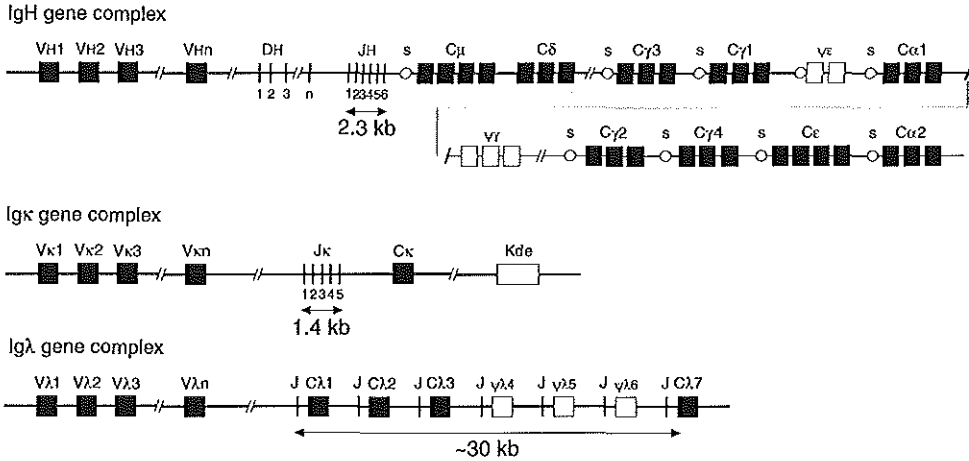 IgH gene complex
VH1 VH2 VH3 VHn DH JH s Cμ Cδ s Cγ3 s Cγ1 ψε s Cα1
1 2 3 n 123456
2.3 kb
ψγ s Cγ2 s Cγ4 s Cε s Cα2
Igκ gene complex
Vκ1 Vκ2 Vκ3 Vκn Jκ Cκ Kde
12345
1.4 kb
Igλ gene complex
Vλ1 Vλ2 Vλ3 Vλn J Cλ1 J Cλ2 J Cλ3 J ψλ4 J ψλ5 J ψλ6 J Cλ7
~30 kb